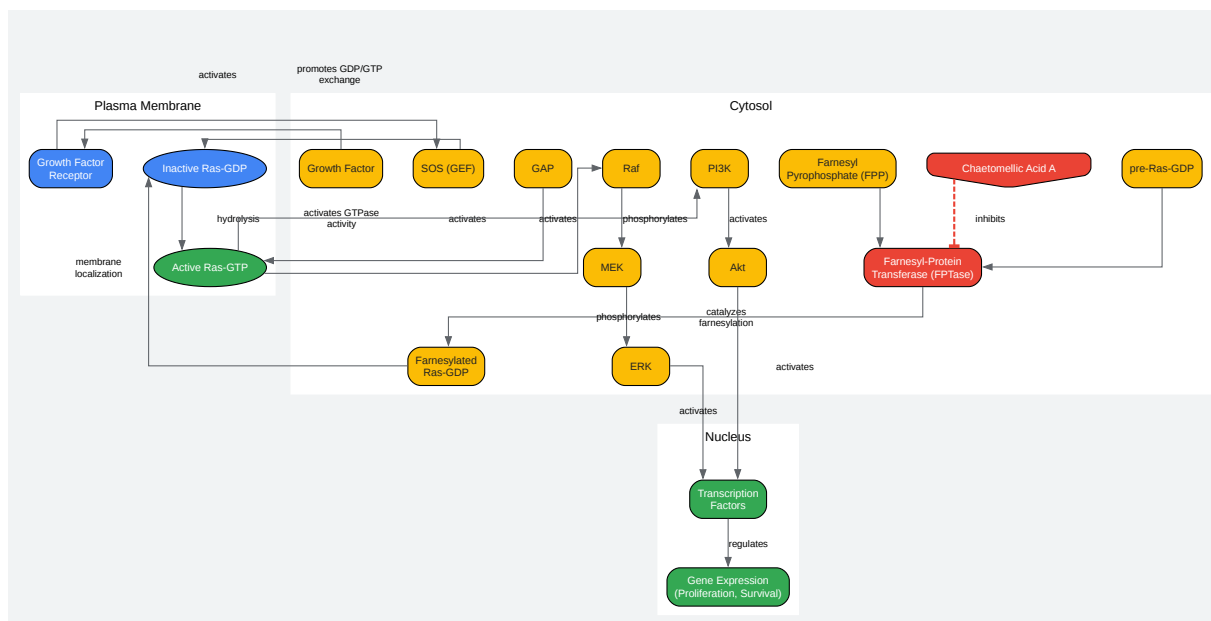 promotes GDP/GTP
exchange
activates
Plasma Membrane
Cytosol
Growth Factor
Receptor
Inactive Ras-GDP
Growth Factor
SOS (GEF)
GAP
Raf
PI3K
Farnesyl
Pyrophosphate (FPP)
Chaetomellic Acid A
pre-Ras-GDP
hydrolysis
activates GTPase
activity
activates
activates
phosphorylates
activates
inhibits
membrane
localization
Active Ras-GTP
MEK
Akt
Farnesyl-Protein
Transferase (FPTase)
phosphorylates
catalyzes
farnesylation
Farnesylated
Ras-GDP
ERK
activates
activates
Nucleus
Transcription
Factors
regulates
Gene Expression
(Proliferation, Survival)